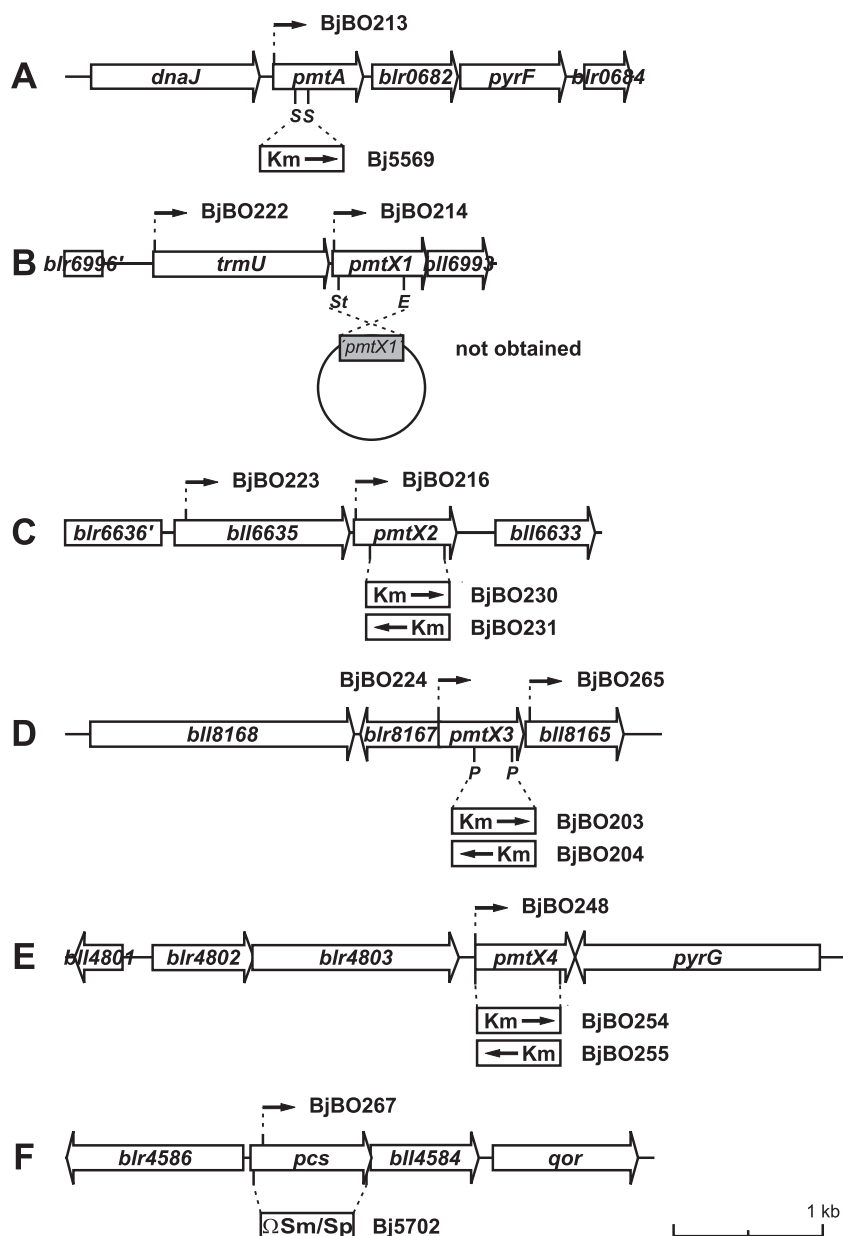 BjBO213
A dnaJ pmtA blr0682 pyrF blr0684
S S
Km Bj5569
BjBO222 BjBO214
B blr6996' trmU pmtX1 bll6993
St E
pmtX1 not obtained
BjBO223 BjBO216
C blr6636' bll6635 pmtX2 bll6633
Km BjBO230
Km BjBO231
BjBO224 BjBO265
D bll8168 blr8167 pmtX3 bll8165
P P
Km BjBO203
Km BjBO204
BjBO248
E bll4801 blr4802 blr4803 pmtX4 pyrG
Km BjBO254
Km BjBO255
BjBO267
F blr4586 pcs bll4584 qor
ΩSm/Sp Bj5702
1 kb